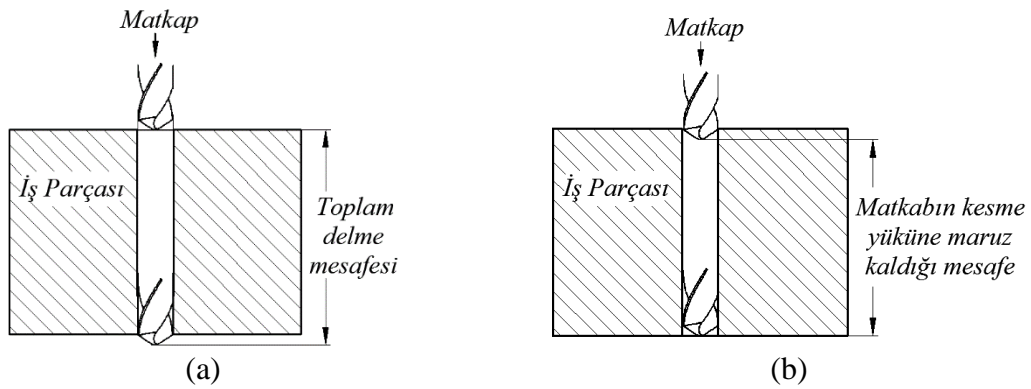 Matkap
İş Parçası
Toplam
delme
mesafesi
(a)
Matkap
İş Parçası
Matkabın kesme
yüküne maruz
kaldığı mesafe
(b)